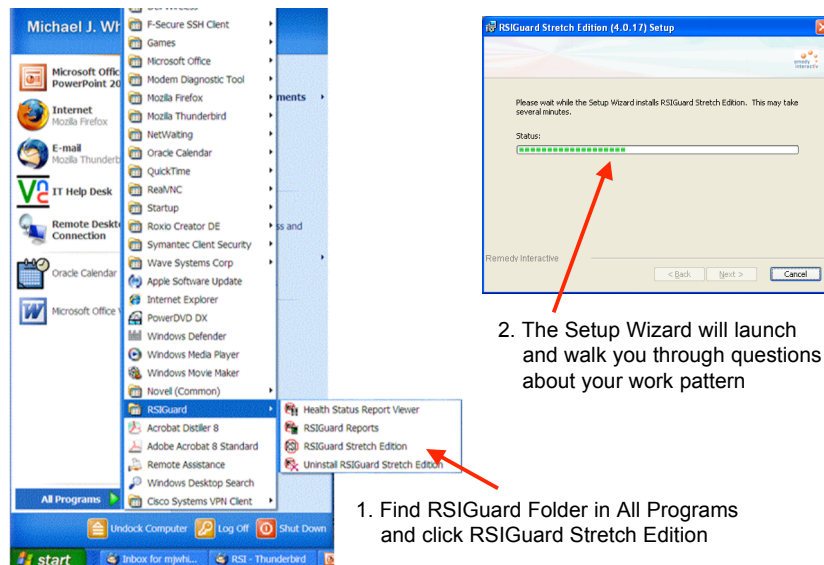 Michael J. Wh
Microsoft Offic
PowerPoint 20
Internet
Mozilla Firefox
E-mail
Mozilla Thunderb
IT Help Desk
Remote Deskto
Connection
Oracle Calendar
Microsoft Office
All Programs
F-Secure SSH Client
Games
Microsoft Office
Modem Diagnostic Tool
Mozilla Firefox
Mozilla Thunderbird
NetWaiting
Oracle Calendar
QuickTime
RealVNC
Startup
Roxio Creator DE
Symantec Client Security
Wave Systems Corp
Apple Software Update
Internet Explorer
PowerDVD DX
Windows Defender
Windows Media Player
Windows Movie Maker
Novell (Common)
RSIGuard
Acrobat Distiller 8
Adobe Acrobat 8 Standard
Remote Assistance
Windows Desktop Search
Cisco Systems VPN Client
ments
ss and
Health Status Report Viewer
RSIGuard Reports
RSIGuard Stretch Edition
Uninstall RSIGuard Stretch Edition
Undock Computer
Log Off
Shut Down
start
Inbox for mjwhi...
RSI - Thunderbird
RSIGuard Stretch Edition (4.0.17) Setup
remedy
interactive
Please wait while the Setup Wizard installs RSIGuard Stretch Edition. This may take
several minutes.
Status:
Remedy Interactive
< Back
Next >
Cancel
2. The Setup Wizard will launch
and walk you through questions
about your work pattern
1. Find RSIGuard Folder in All Programs
and click RSIGuard Stretch Edition